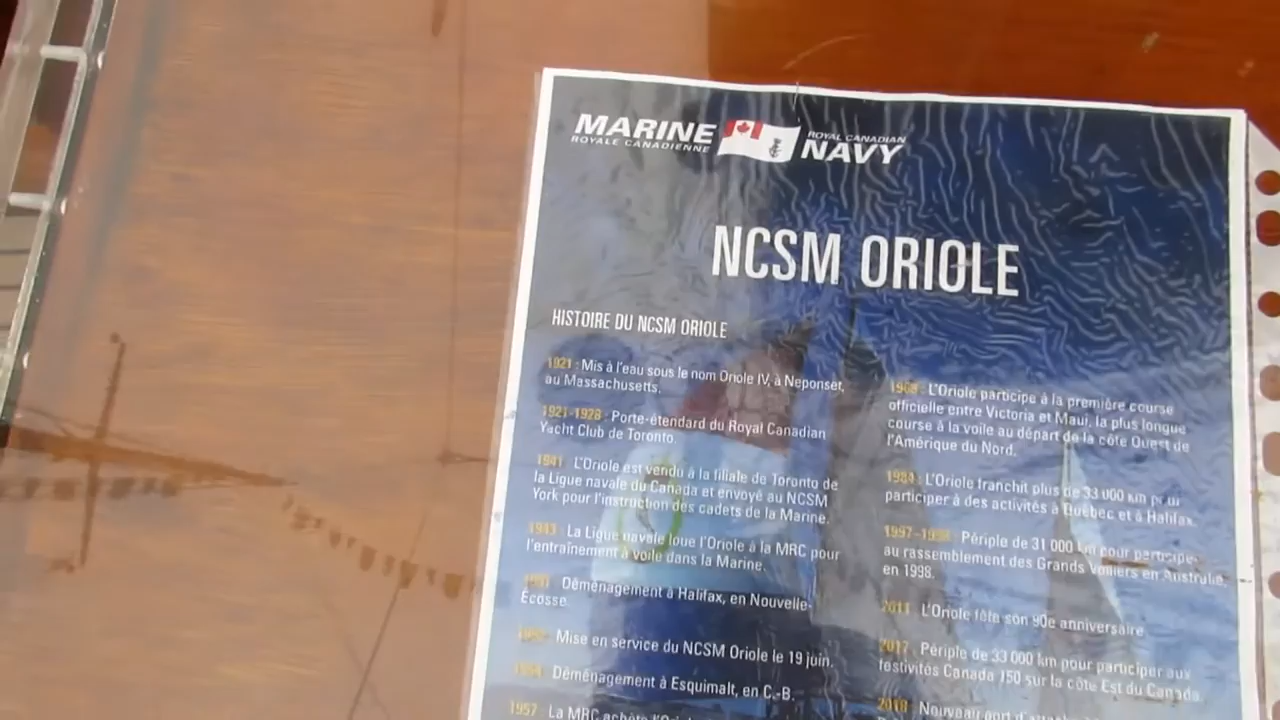 MARINE
ROYALE CANADIENNE
ROYAL CANADIAN
NAVY
NCSM ORIOLE
HISTOIRE DU NCSM ORIOLE
1921 : Mis à l'eau sous le nom Oriole IV, à Neponset,
au Massachusetts.
1921-1928 : Porte-étendard du Royal Canadian
Yacht Club de Toronto.
1941 : L'Oriole est vendu à la filiale de Toronto de
la Ligue navale du Canada et envoyé au NCSM
York pour l'instruction des cadets de la Marine.
1943 : La Ligue navale loue l'Oriole à la MRC pour
l'entraînement à voile dans la Marine.
Déménagement à Halifax, en Nouvelle-
Écosse.
Mise en service du NCSM Oriole le 19 juin.
Déménagement à Esquimalt, en C.-B.
1957 : La MRC achète
1968 : L'Oriole participe à la première course
officielle entre Victoria et Maui, la plus longue
course à la voile au départ de la côte Ouest de
l'Amérique du Nord.
1984 : L'Oriole franchit plus de 33 000 km pour
participer à des activités à Québec et à Halifax.
1997-1998 : Périple de 31 000 km pour participer
au rassemblement des Grands Voiliers en Australie
en 1998.
2011 : L'Oriole fête son 90e anniversaire.
2017 : Périple de 33 000 km pour participer aux
festivités Canada 150 sur la côte Est du Canada.
2018 : Nouveau port